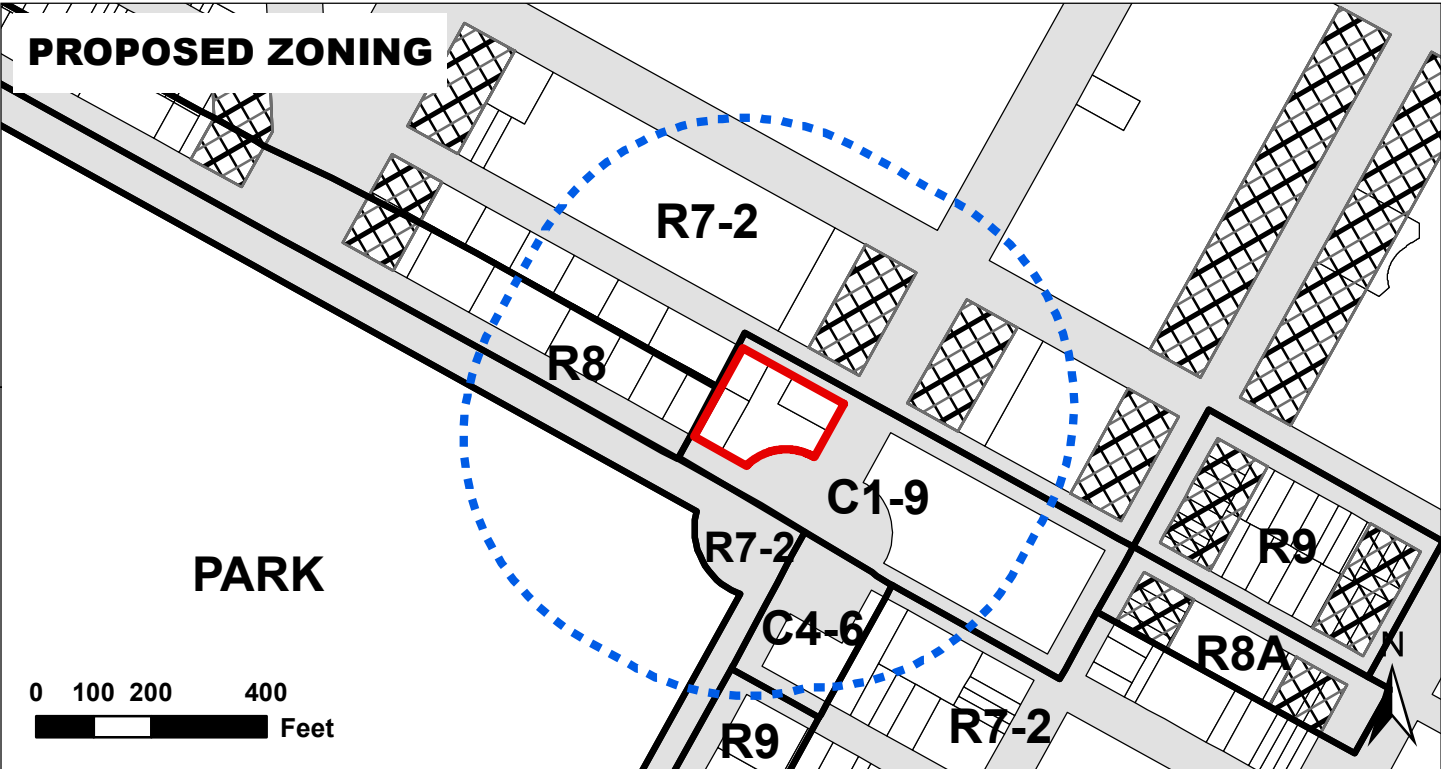 PROPOSED ZONING
R7-2
R8
C1-9
R7-2
R9
PARK
C4-6
R8A
N
0 100 200 400
Feet
R9
R7-2